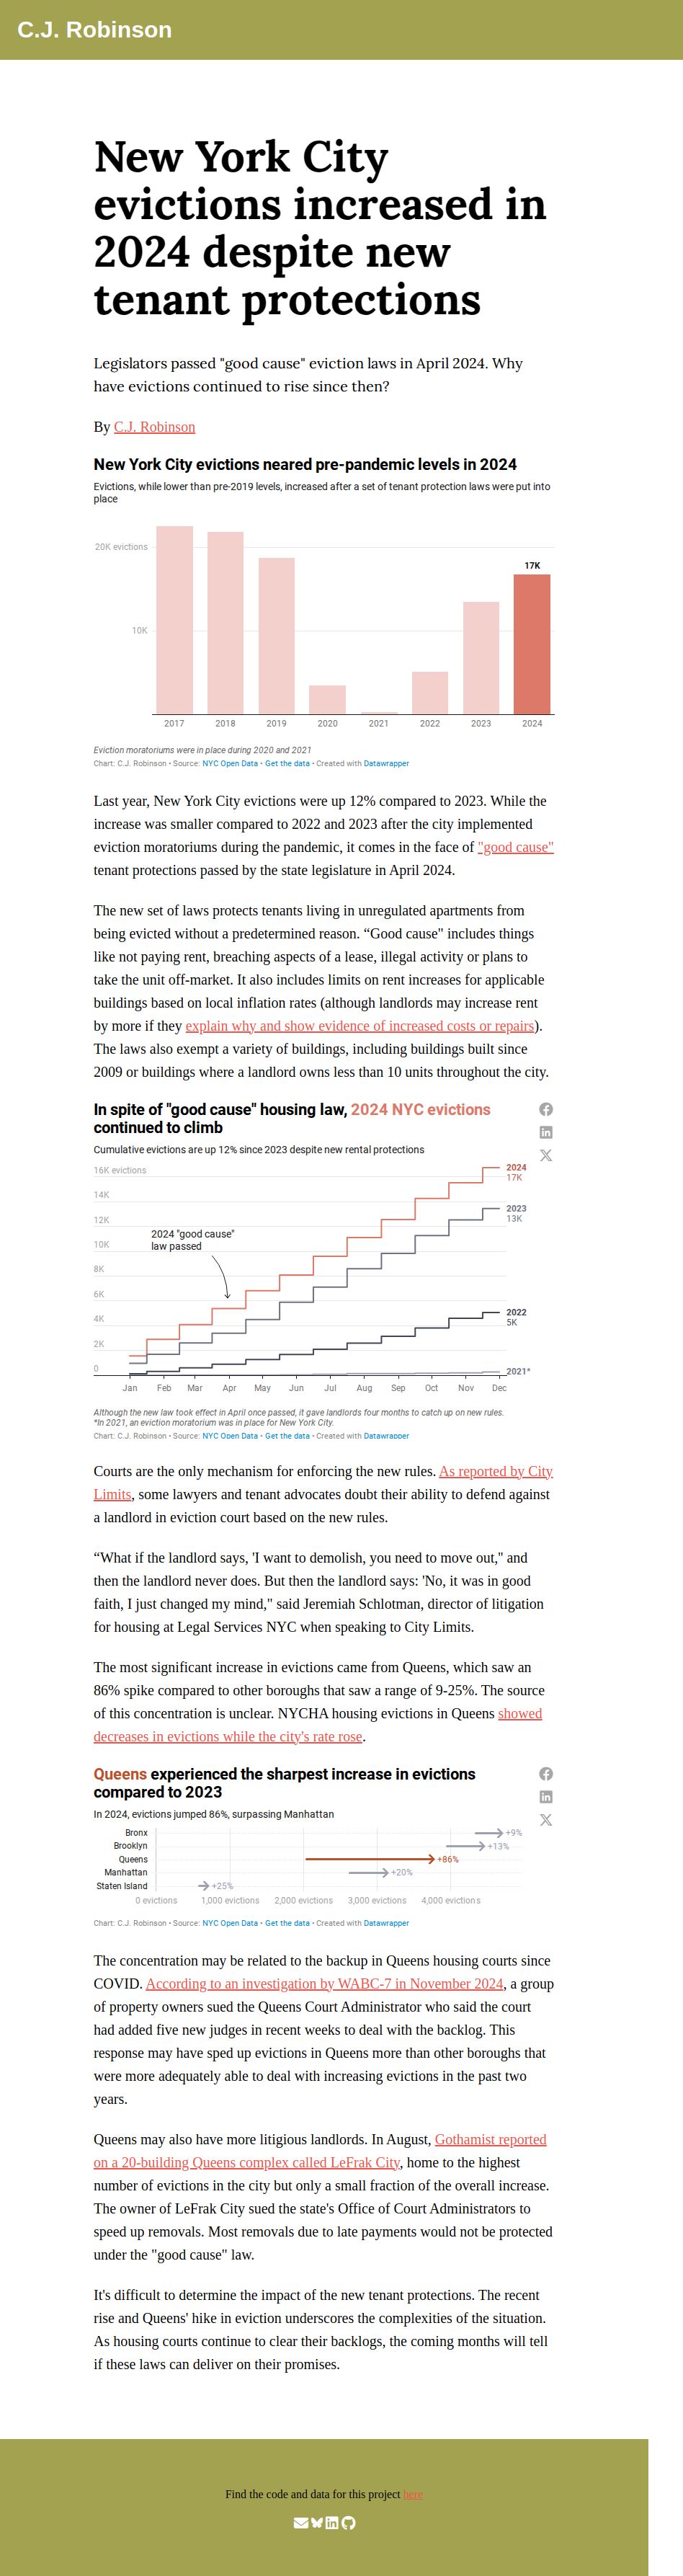 C.J. Robinson
New York City
evictions increased in
2024 despite new
tenant protections
Legislators passed "good cause" eviction laws in April 2024. Why
have evictions continued to rise since then?
By C.J. Robinson
New York City evictions neared pre-pandemic levels in 2024
Evictions, while lower than pre-2019 levels, increased after a set of tenant protection laws were put into
place
20K evictions
17K
10K
2017 2018 2019 2020 2021 2022 2023 2024
Eviction moratoriums were in place during 2020 and 2021
Chart: C.J. Robinson • Source: NYC Open Data • Get the data • Created with Datawrapper
Last year, New York City evictions were up 12% compared to 2023. While the
increase was smaller compared to 2022 and 2023 after the city implemented
eviction moratoriums during the pandemic, it comes in the face of "good cause"
tenant protections passed by the state legislature in April 2024.
The new set of laws protects tenants living in unregulated apartments from
being evicted without a predetermined reason. “Good cause" includes things
like not paying rent, breaching aspects of a lease, illegal activity or plans to
take the unit off-market. It also includes limits on rent increases for applicable
buildings based on local inflation rates (although landlords may increase rent
by more if they explain why and show evidence of increased costs or repairs).
The laws also exempt a variety of buildings, including buildings built since
2009 or buildings where a landlord owns less than 10 units throughout the city.
In spite of "good cause" housing law, 2024 NYC evictions
continued to climb
Cumulative evictions are up 12% since 2023 despite new rental protections
16K evictions
2024
17K
14K
2023
13K
12K
2024 "good cause"
law passed
10K
8K
6K
4K
2022
5K
2K
0
2021*
Jan Feb Mar Apr May Jun Jul Aug Sep Oct Nov Dec
Although the new law took effect in April once passed, it gave landlords four months to catch up on new rules.
*In 2021, an eviction moratorium was in place for New York City.
Chart: C.J. Robinson • Source: NYC Open Data • Get the data • Created with Datawrapper
Courts are the only mechanism for enforcing the new rules. As reported by City
Limits, some lawyers and tenant advocates doubt their ability to defend against
a landlord in eviction court based on the new rules.
“What if the landlord says, 'I want to demolish, you need to move out," and
then the landlord never does. But then the landlord says: 'No, it was in good
faith, I just changed my mind," said Jeremiah Schlotman, director of litigation
for housing at Legal Services NYC when speaking to City Limits.
The most significant increase in evictions came from Queens, which saw an
86% spike compared to other boroughs that saw a range of 9-25%. The source
of this concentration is unclear. NYCHA housing evictions in Queens showed
decreases in evictions while the city's rate rose.
Queens experienced the sharpest increase in evictions
compared to 2023
In 2024, evictions jumped 86%, surpassing Manhattan
Bronx +9%
Brooklyn +13%
Queens +86%
Manhattan +20%
Staten Island +25%
0 evictions 1,000 evictions 2,000 evictions 3,000 evictions 4,000 evictions
Chart: C.J. Robinson • Source: NYC Open Data • Get the data • Created with Datawrapper
The concentration may be related to the backup in Queens housing courts since
COVID. According to an investigation by WABC-7 in November 2024, a group
of property owners sued the Queens Court Administrator who said the court
had added five new judges in recent weeks to deal with the backlog. This
response may have sped up evictions in Queens more than other boroughs that
were more adequately able to deal with increasing evictions in the past two
years.
Queens may also have more litigious landlords. In August, Gothamist reported
on a 20-building Queens complex called LeFrak City, home to the highest
number of evictions in the city but only a small fraction of the overall increase.
The owner of LeFrak City sued the state's Office of Court Administrators to
speed up removals. Most removals due to late payments would not be protected
under the "good cause" law.
It's difficult to determine the impact of the new tenant protections. The recent
rise and Queens' hike in eviction underscores the complexities of the situation.
As housing courts continue to clear their backlogs, the coming months will tell
if these laws can deliver on their promises.
Find the code and data for this project here